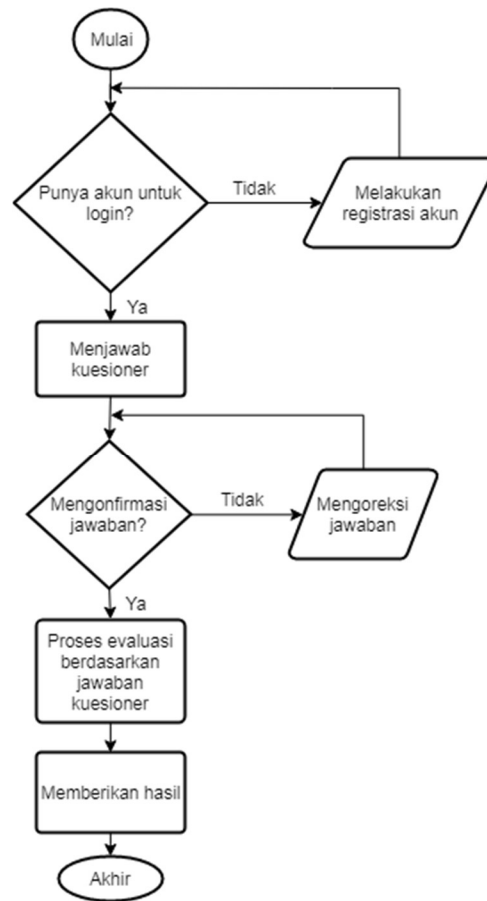 Mulai
Punya akun untuk
login?
Tidak
Melakukan
registrasi akun
Ya
Menjawab
kuesioner
Mengonfirmasi
jawaban?
Tidak
Mengoreksi
jawaban
Ya
Proses evaluasi
berdasarkan
jawaban
kuesioner
Memberikan hasil
Akhir